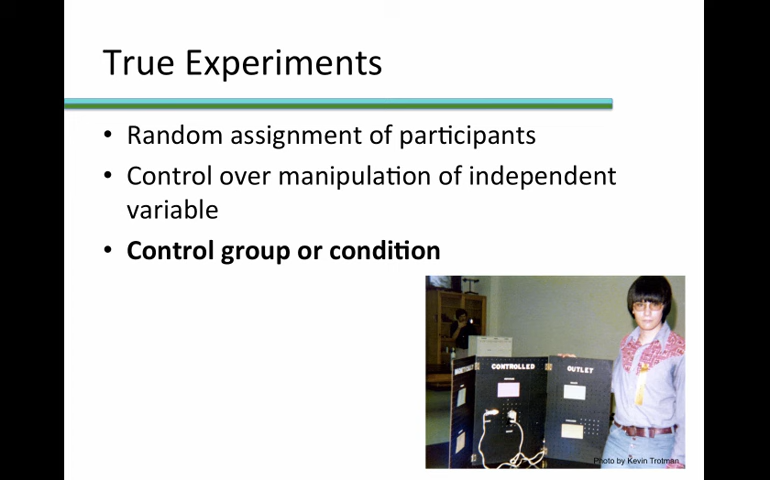 True Experiments
• Random assignment of participants
• Control over manipulation of independent
variable
• Control group or condition
CONTROLLED
OUTLET
Photo by Kevin Trotman